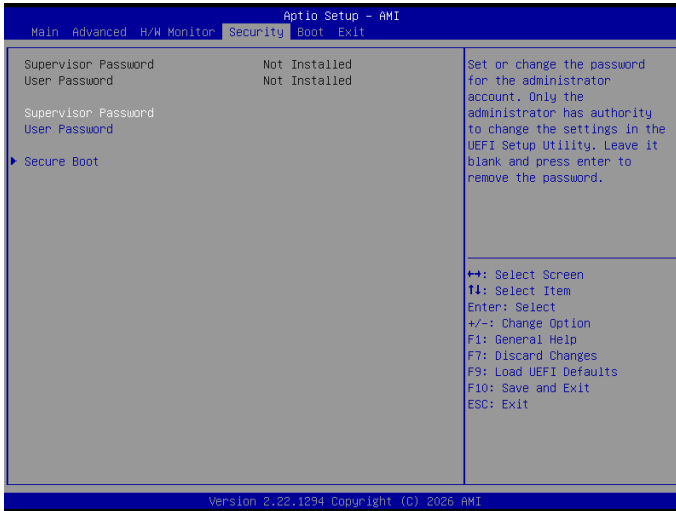 Aptio Setup - AMI
Main Advanced H/W Monitor Security Boot Exit
Supervisor Password Not Installed
User Password Not Installed
Supervisor Password
User Password
Secure Boot
Set or change the password
for the administrator
account. Only the
administrator has authority
to change the settings in the
UEFI Setup Utility. Leave it
blank and press enter to
remove the password.
↔: Select Screen
↑↓: Select Item
Enter: Select
+/-: Change Option
F1: General Help
F7: Discard Changes
F9: Load UEFI Defaults
F10: Save and Exit
ESC: Exit
Version 2.22.1294 Copyright (C) 2026 AMI